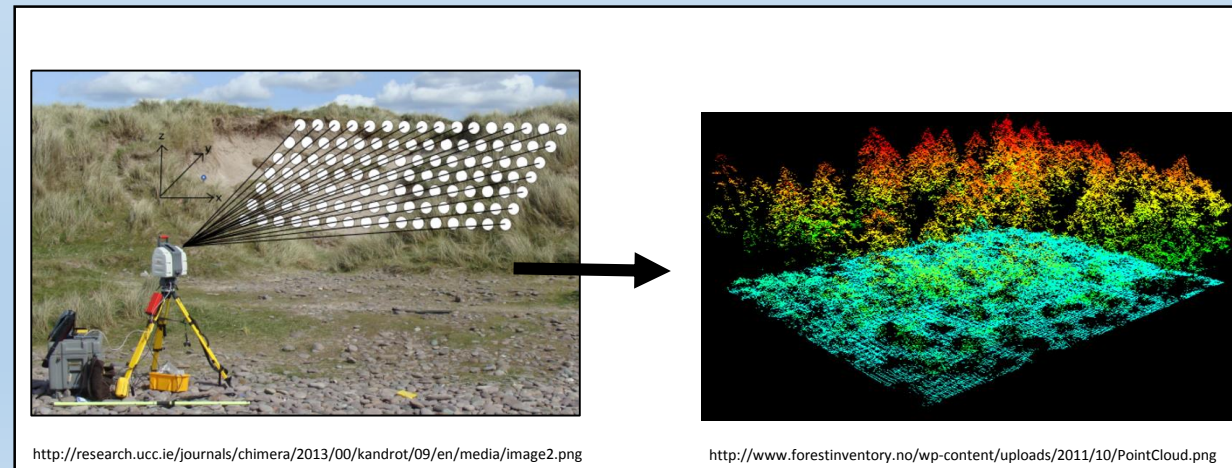 z
y
x
http://research.ucc.ie/journals/chimera/2013/00/kandrot/09/en/media/image2.png
http://www.forestinventory.no/wp-content/uploads/2011/10/PointCloud.png